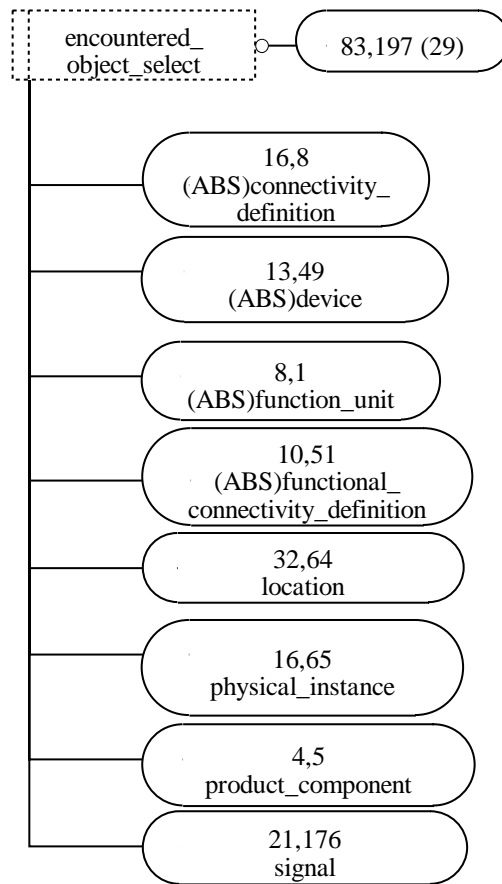 encountered_
object_select
83,197 (29)
16,8
(ABS)connectivity_
definition
13,49
(ABS)device
8,1
(ABS)function_unit
10,51
(ABS)functional_
connectivity_definition
32,64
location
16,65
physical_instance
4,5
product_component
21,176
signal